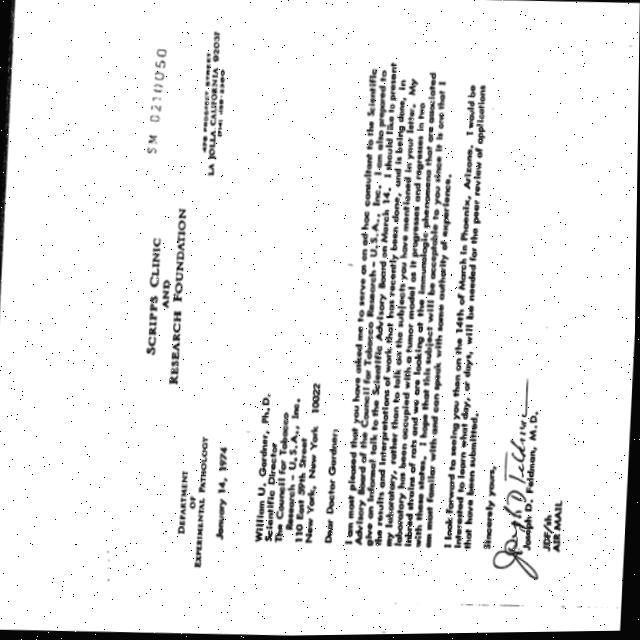 SM 0210050
SCRIPPS CLINIC
AND
RESEARCH FOUNDATION
476 PROSPECT STREET
LA JOLLA, CALIFORNIA 92037
DEPARTMENT
OF
EXPERIMENTAL PATHOLOGY
January 14, 1974
William U. Gardner, Ph.D.
Scientific Director
The Council for Tobacco
Research - U.S.A., Inc.
110 East 59th Street
New York, New York 10022
Dear Doctor Gardner:
I am most pleased that you have asked me to serve as an ad hoc consultant to the Scientific
Advisory Board of the Council for Tobacco Research - U.S.A., Inc. I am also prepared to
give an informal talk to the Scientific Advisory Board on March 14. I should like to present
the results and interpretations of work that has recently been done, and is being done, in
my laboratory, rather than to talk on the subjects you have mentioned in your letter. My
laboratory has been occupied with a tumor model as it progresses and regresses in two
inbred strains of rats and we are looking at the immunologic phenomena that are associated
with these states. I hope that this subject will be acceptable to you since it is one that I
am most familiar with and can speak with some authority of experience.
I look forward to seeing you then on the 14th of March in Phoenix, Arizona. I would be
interested to learn what day, or days, will be needed for the peer review of applications
that have been submitted.
Sincerely yours,
Joseph D. Feldman
Joseph D. Feldman, M.D.
AIR MAIL